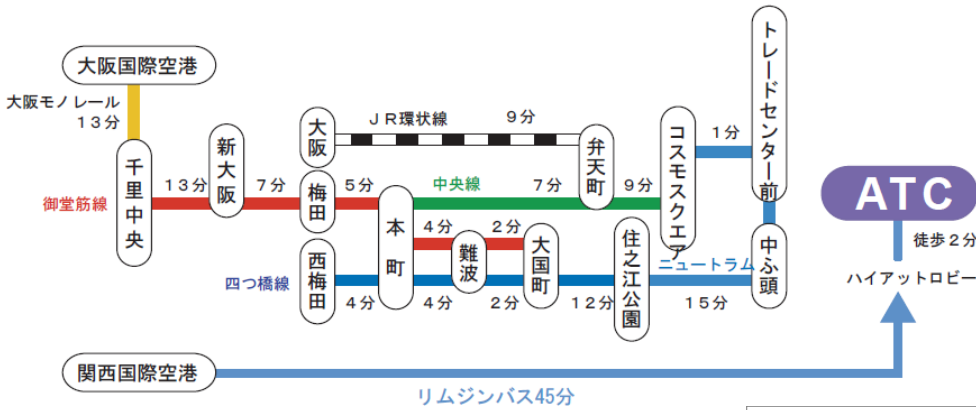 大阪国際空港
大阪モノレール
13分
千里中央
御堂筋線
13分
新大阪
7分
大阪
梅田
西梅田
JR環状線
9分
5分
中央線
7分
弁天町
9分
コスモスクエア
1分
トレードセンター前
本町
4分
2分
難波
大国町
四つ橋線
4分
4分
2分
12分
住之江公園
ニュートラム
15分
中ふ頭
ATC
徒歩2分
ハイアットロビー
関西国際空港
リムジンバス45分